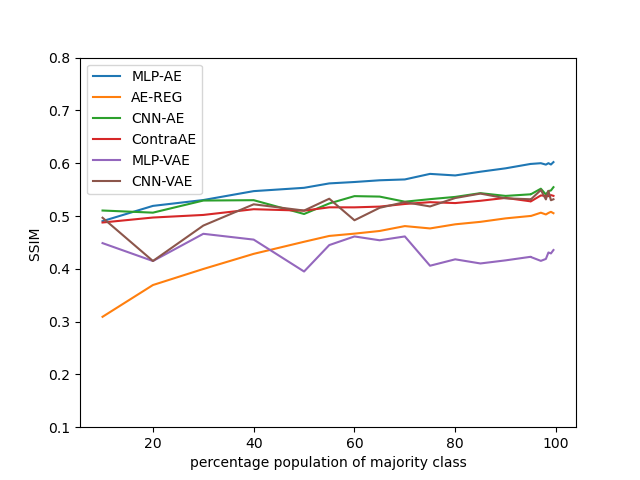 0.8
0.7
0.6
0.5
0.4
0.3
0.2
0.1
SSIM
MLP-AE
AE-REG
CNN-AE
ContraAE
MLP-VAE
CNN-VAE
20 40 60 80 100
percentage population of majority class